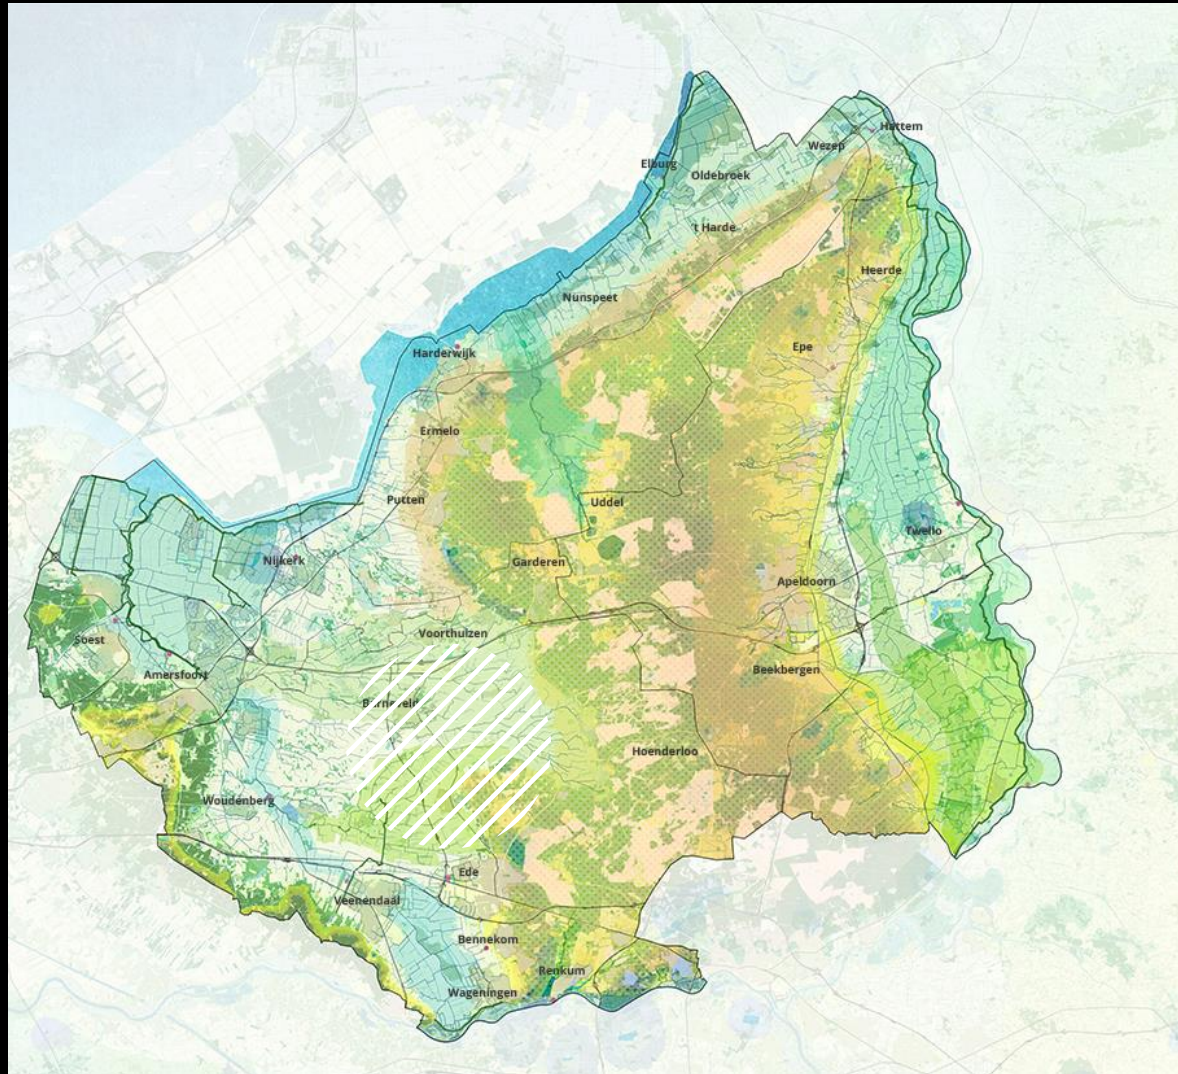 Hattem
Wezep
Elburg
Oldebroek
't Harde
Heerde
Nunspeet
Epe
Harderwijk
Ermelo
Putten
Uddel
Twello
Nijkerk
Garderen
Apeldoorn
Voorthuizen
Soest
Amersfoort
Beekbergen
Barneveld
Hoenderloo
Woudenberg
Ede
Veenendaal
Bennekom
Renkum
Wageningen